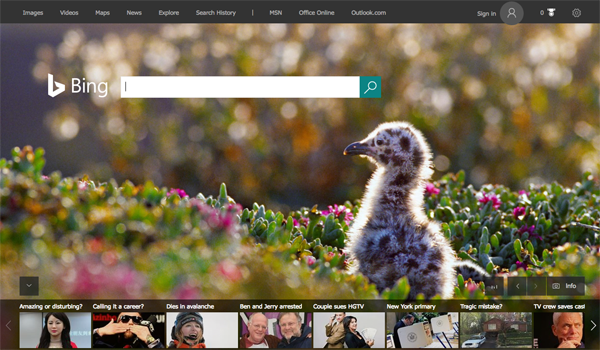 Images Videos Maps News Explore Search History | MSN Office Online Outlook.com Sign in 0
Bing
Info
Amazing or disturbing? Calling it a career? Dies in avalanche Ben and Jerry arrested Couple sues HGTV New York primary Tragic mistake? TV crew saves cash